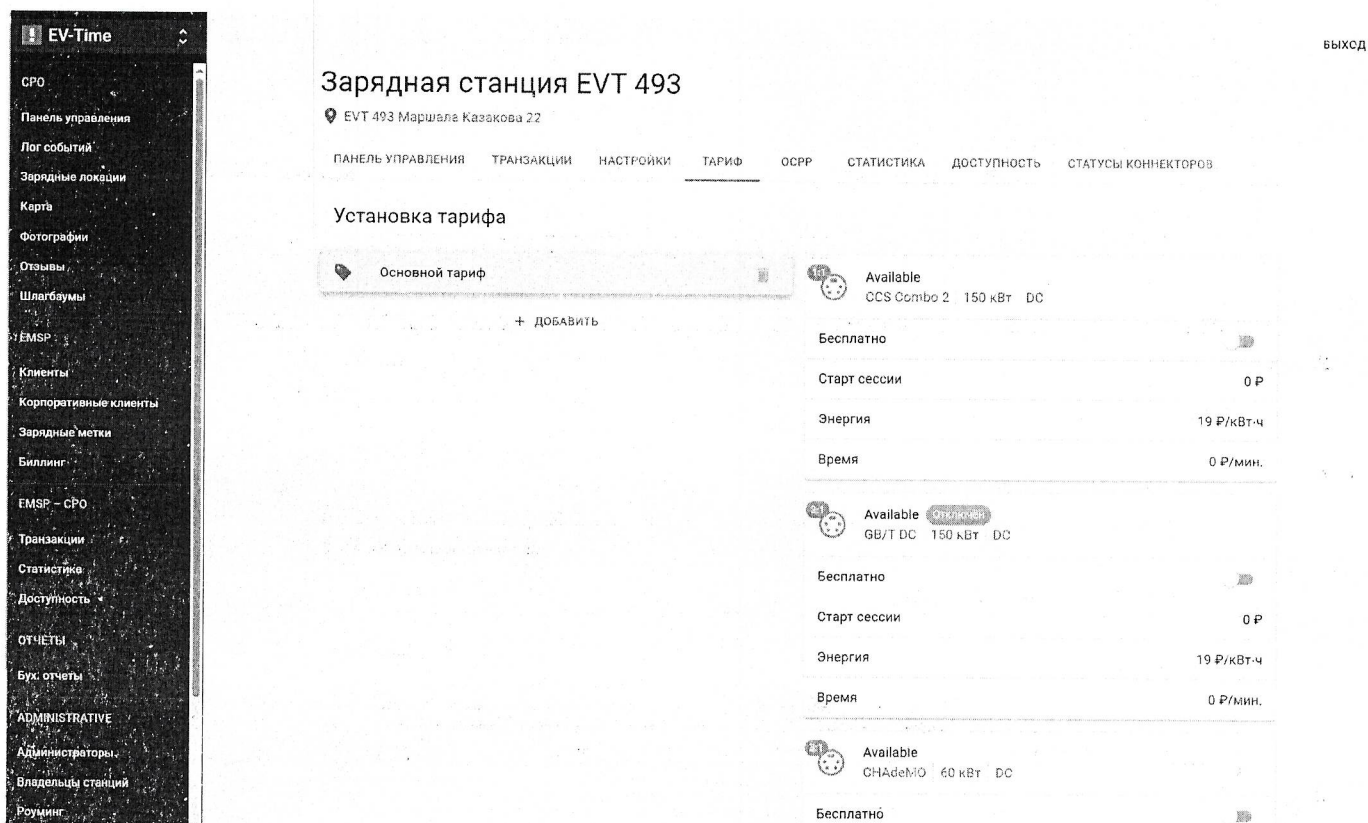 EV-Time
CPO
Панель управления
Лог событий
Зарядные локации
Карта
Фотографии
Отзывы
Шлагбаумы
EMSP
Клиенты
Корпоративные клиенты
Зарядные метки
Биллинг
EMSP – CPO
Транзакции
Статистика
Доступность
ОТЧЕТЫ
Бух. отчеты
ADMINISTRATIVE
Администраторы
Владельцы станций
Роуминг
ВЫХОД
Зарядная станция EVT 493
EVT 493 Маршала Казакова 22
ПАНЕЛЬ УПРАВЛЕНИЯ ТРАНЗАКЦИИ НАСТРОЙКИ ТАРИФ OCPP СТАТИСТИКА ДОСТУПНОСТЬ СТАТУСЫ КОННЕКТОРОВ
Установка тарифа
Основной тариф
+ ДОБАВИТЬ
1:1
Available
CCS Combo 2 150 кВт DC
Бесплатно
Старт сессии 0 ₽
Энергия 19 ₽/кВт·ч
Время 0 ₽/мин.
2:1
Available Отключен
GB/T DC 150 кВт DC
Бесплатно
Старт сессии 0 ₽
Энергия 19 ₽/кВт·ч
Время 0 ₽/мин.
Available
CHAdeMO 60 кВт DC
Бесплатно